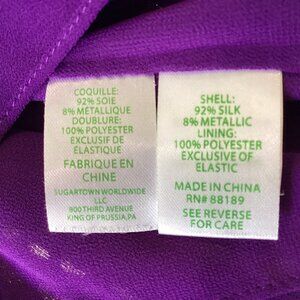 COQUILLE:
92% SOIE
8% MÉTALLIQUE
DOUBLURE:
100% POLYESTER
EXCLUSIF DE
ÉLASTIQUE
FABRIQUE EN
CHINE
SUGARTOWN WORLDWIDE
LLC
800 THIRD AVENUE
KING OF PRUSSIA,PA
SHELL:
92% SILK
8% METALLIC
LINING:
100% POLYESTER
EXCLUSIVE OF
ELASTIC
MADE IN CHINA
RN# 88189
SEE REVERSE
FOR CARE